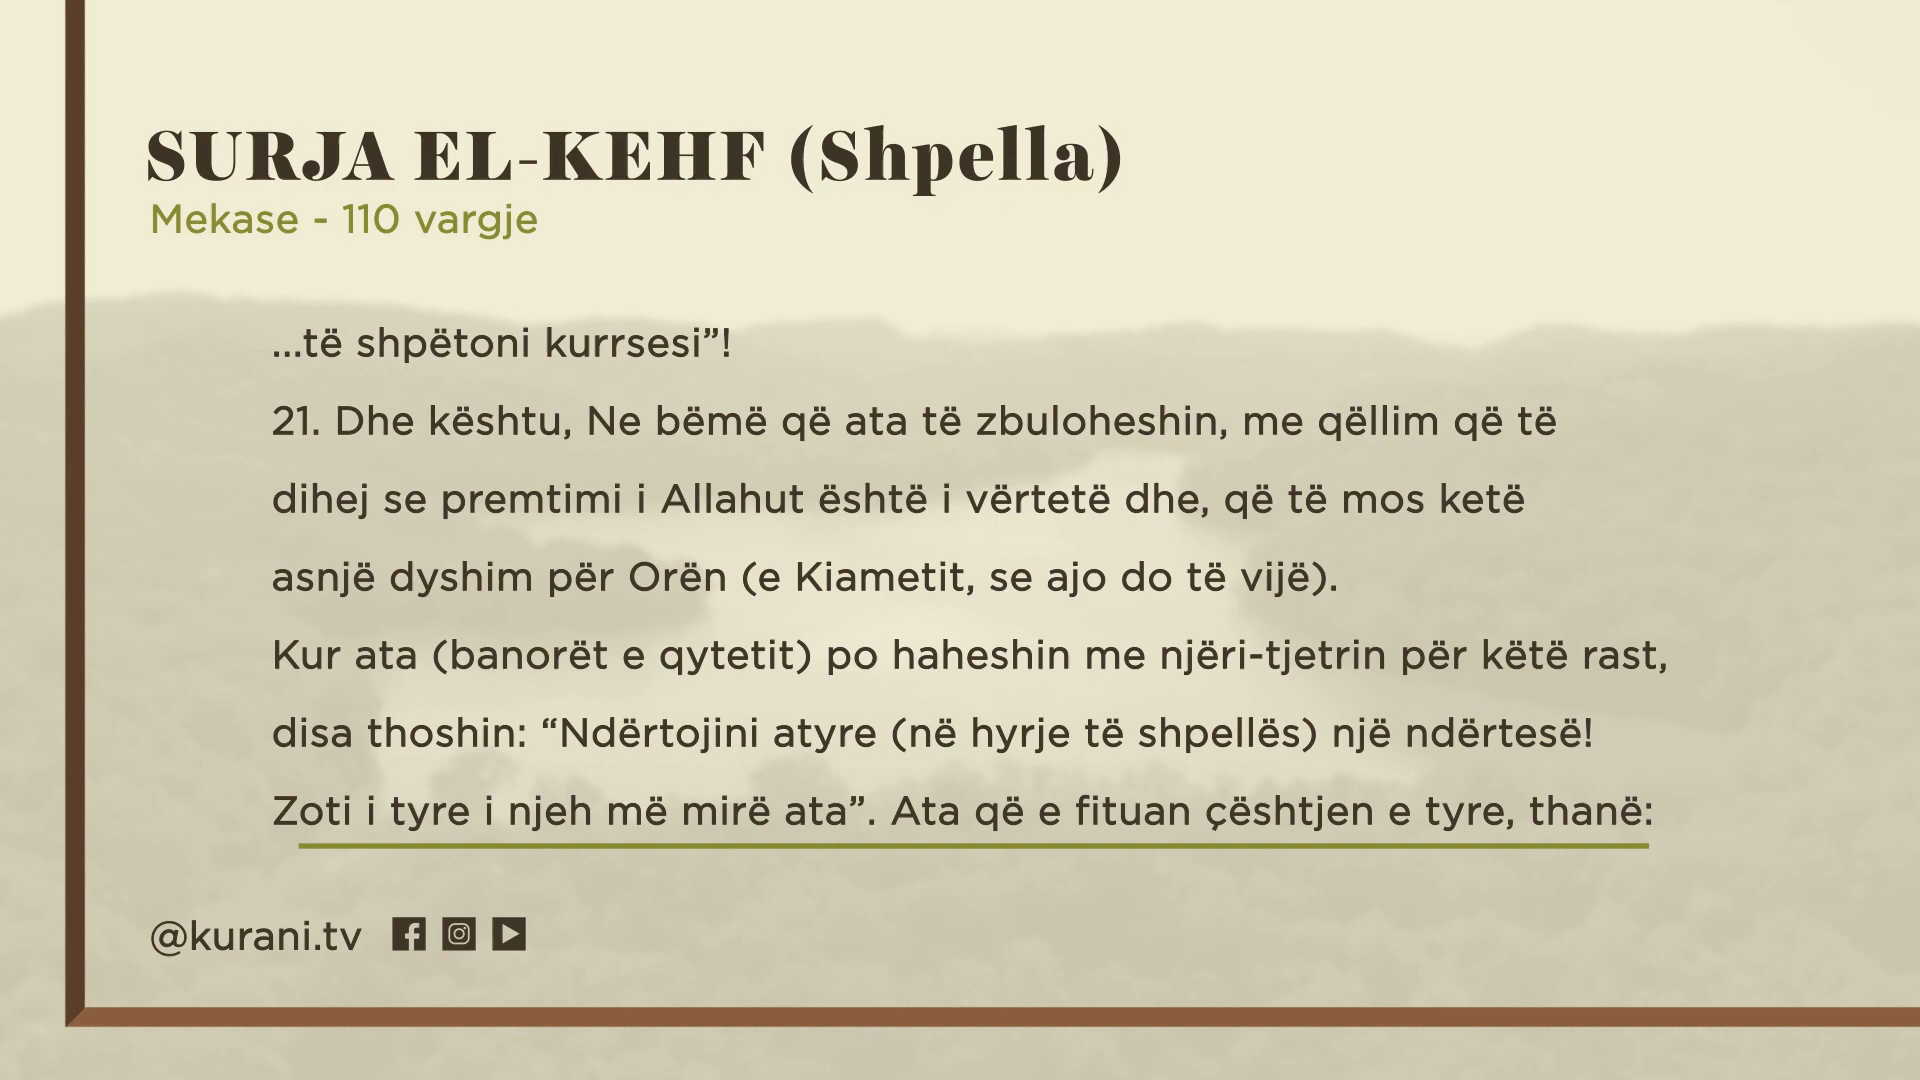 SURJA EL-KEHF (Shpella)
Mekase - 110 vargje
...të shpëtoni kurrsesi”!
21. Dhe kështu, Ne bëmë që ata të zbuloheshin, me qëllim që të
dihej se premtimi i Allahut është i vërtetë dhe, që të mos ketë
asnjë dyshim për Orën (e Kiametit, se ajo do të vijë).
Kur ata (banorët e qytetit) po haheshin me njëri-tjetrin për këtë rast,
disa thoshin: “Ndërtojini atyre (në hyrje të shpellës) një ndërtesë!
Zoti i tyre i njeh më mirë ata”. Ata që e fituan çështjen e tyre, thanë:
@kurani.tv